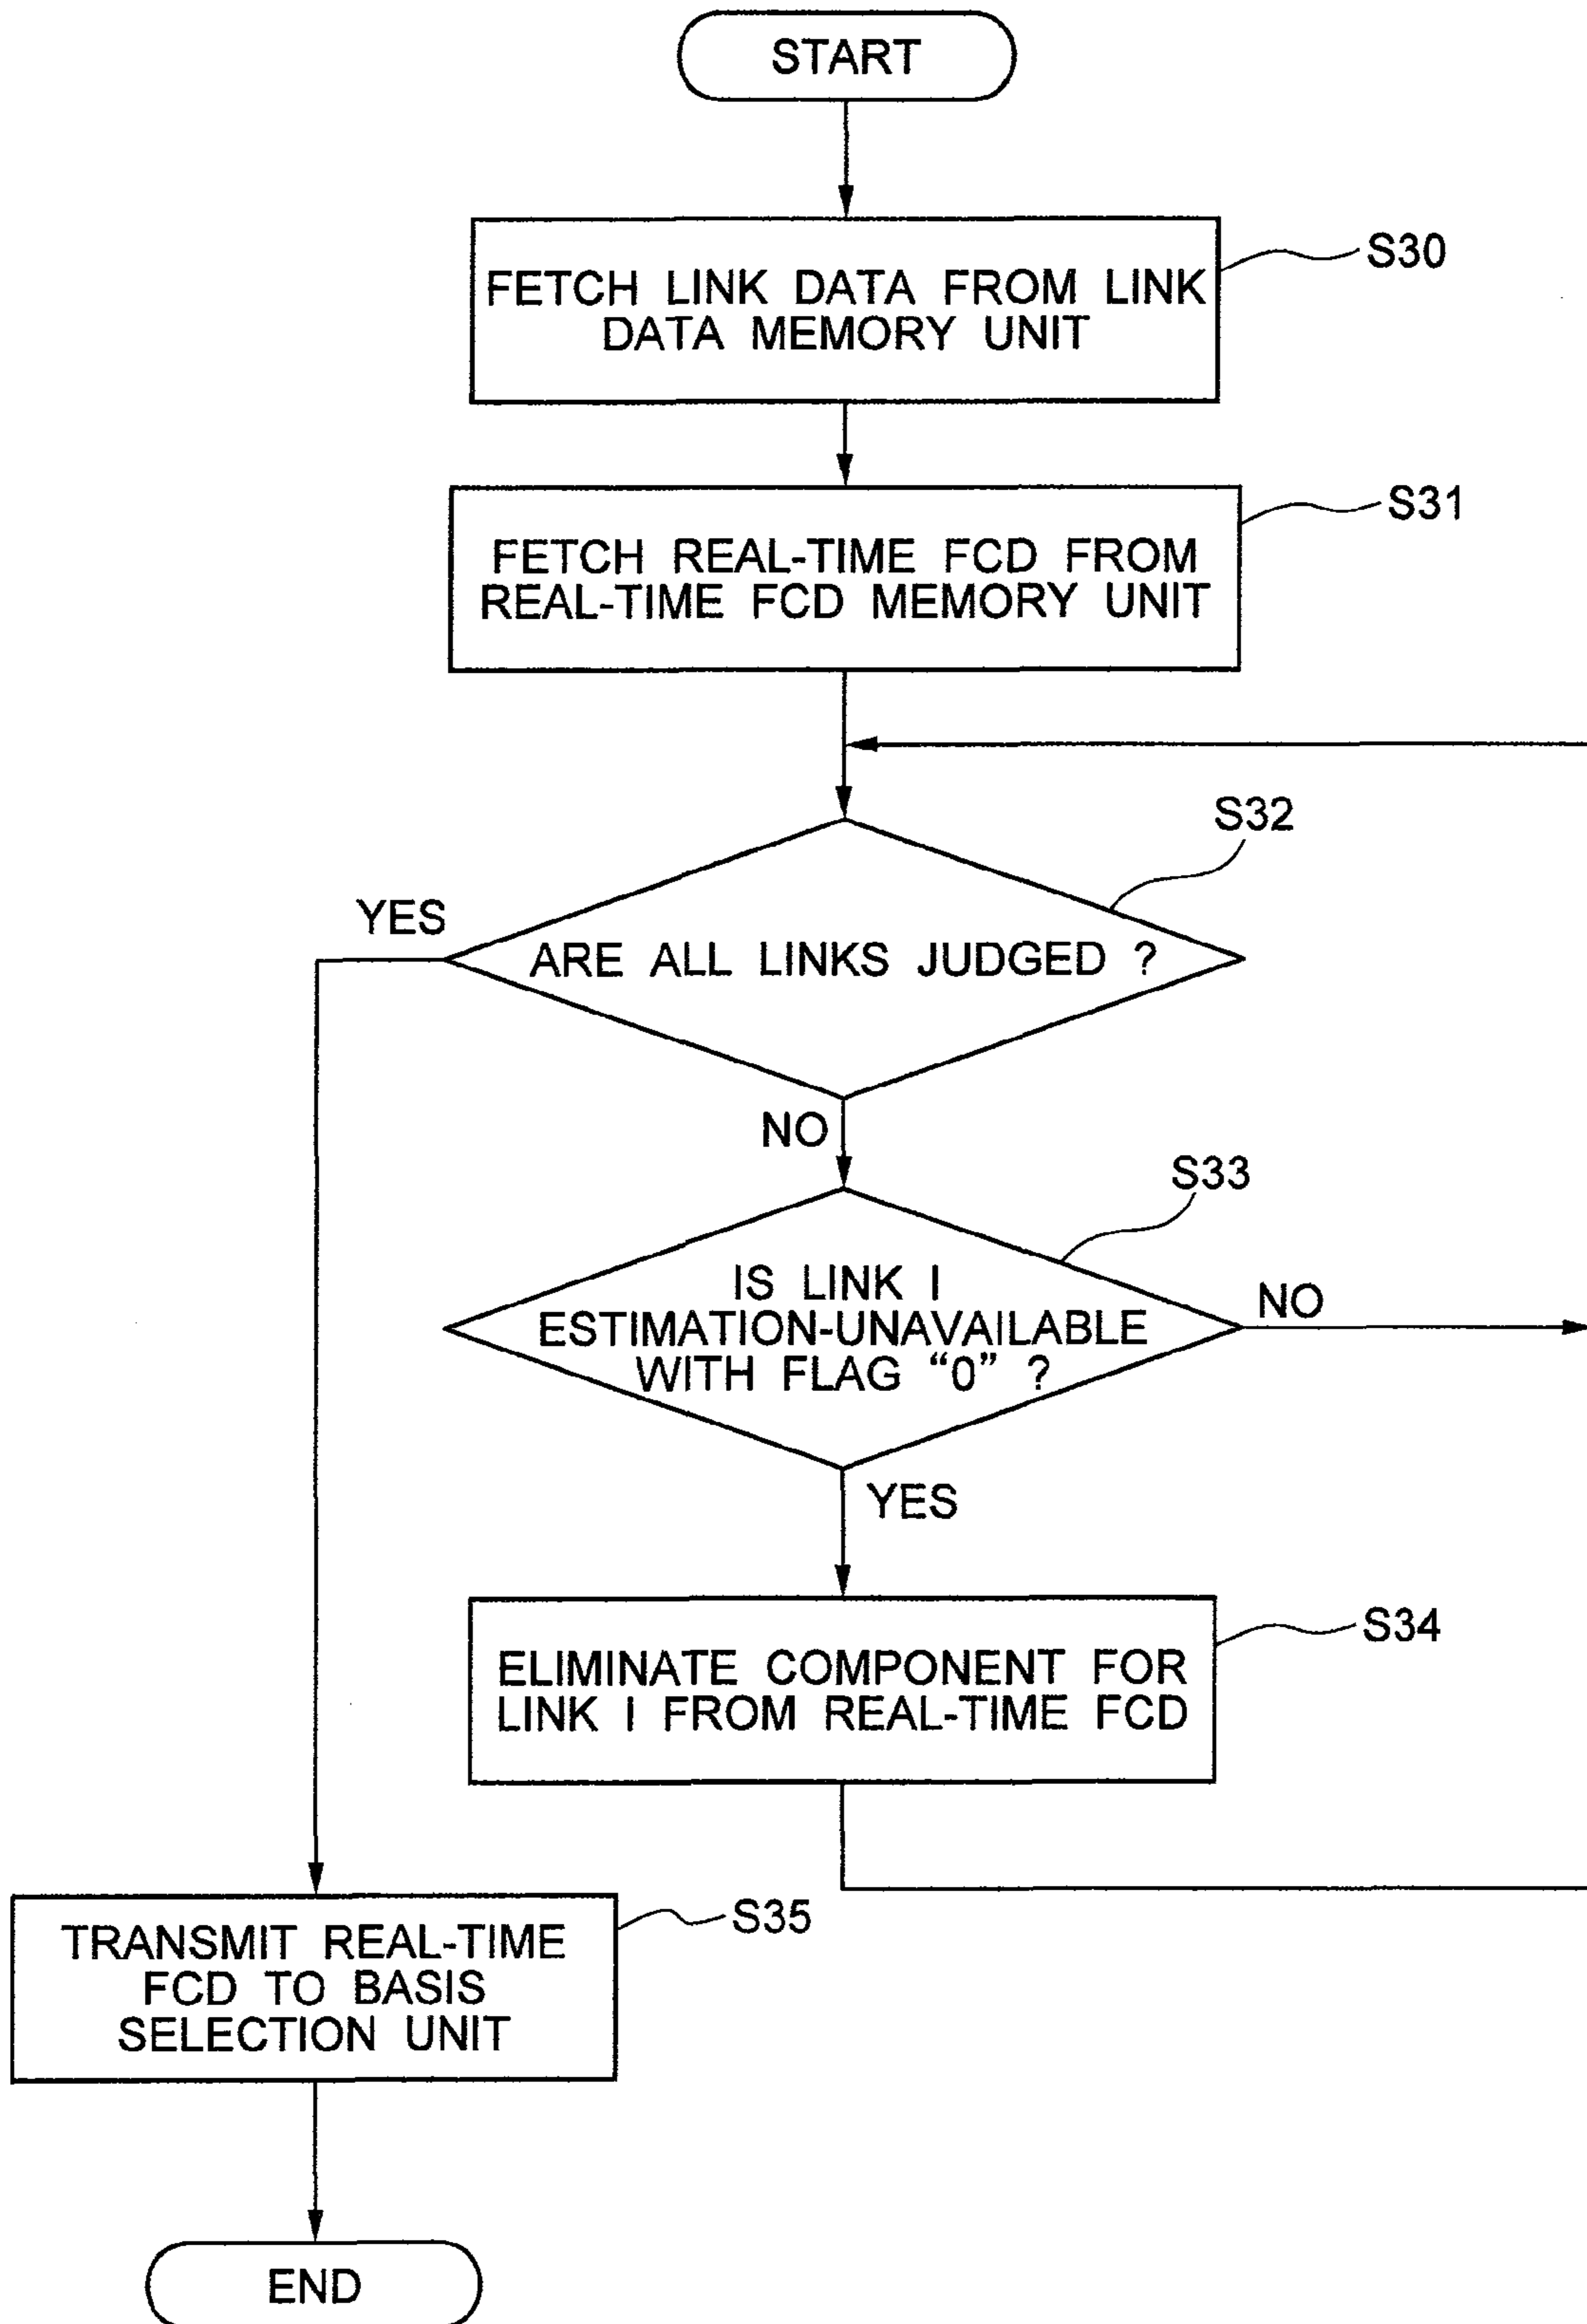 START
FETCH LINK DATA FROM LINK
DATA MEMORY UNIT
S30
FETCH REAL-TIME FCD FROM
REAL-TIME FCD MEMORY UNIT
S31
S32
YES
ARE ALL LINKS JUDGED ?
NO
S33
IS LINK I
ESTIMATION-UNAVAILABLE
WITH FLAG “0” ?
NO
YES
S34
ELIMINATE COMPONENT FOR
LINK I FROM REAL-TIME FCD
S35
TRANSMIT REAL-TIME
FCD TO BASIS
SELECTION UNIT
END